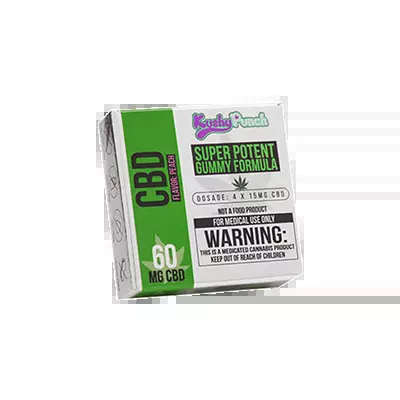 Kushy Punch
SUPER POTENT
GUMMY FORMULA
DOSAGE: 4 X 15MG CBD
NOT A FOOD PRODUCT
FOR MEDICAL USE ONLY
WARNING:
THIS IS A MEDICATED CANNABIS PRODUCT
KEEP OUT OF REACH OF CHILDREN
CBD
FLAVOR: PEACH
60
MG CBD